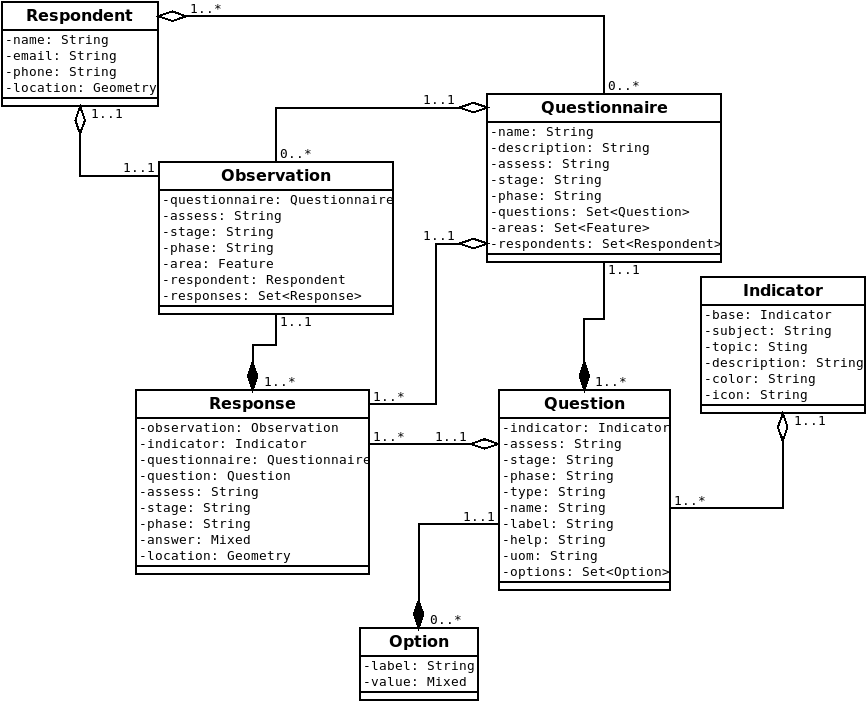 Respondent
-name: String
-email: String
-phone: String
-location: Geometry
1..*
0..*
1..1
1..1
Questionnaire
-name: String
-description: String
-assess: String
-stage: String
-phase: String
-questions: Set<Question>
-areas: Set<Feature>
-respondents: Set<Respondent>
1..1
0..*
Observation
-questionnaire: Questionnaire
-assess: String
-stage: String
-phase: String
-area: Feature
-respondent: Respondent
-responses: Set<Response>
1..1
1..1
1..1
1..*
1..*
Indicator
-base: Indicator
-subject: String
-topic: Sting
-description: String
-color: String
-icon: String
1..1
1..*
Response
-observation: Observation
-indicator: Indicator
-questionnaire: Questionnaire
-question: Question
-assess: String
-stage: String
-phase: String
-answer: Mixed
-location: Geometry
1..*
1..*
1..1
Question
-indicator: Indicator
-assess: String
-stage: String
-phase: String
-type: String
-name: String
-label: String
-help: String
-uom: String
-options: Set<Option>
1..1
0..*
Option
-label: String
-value: Mixed